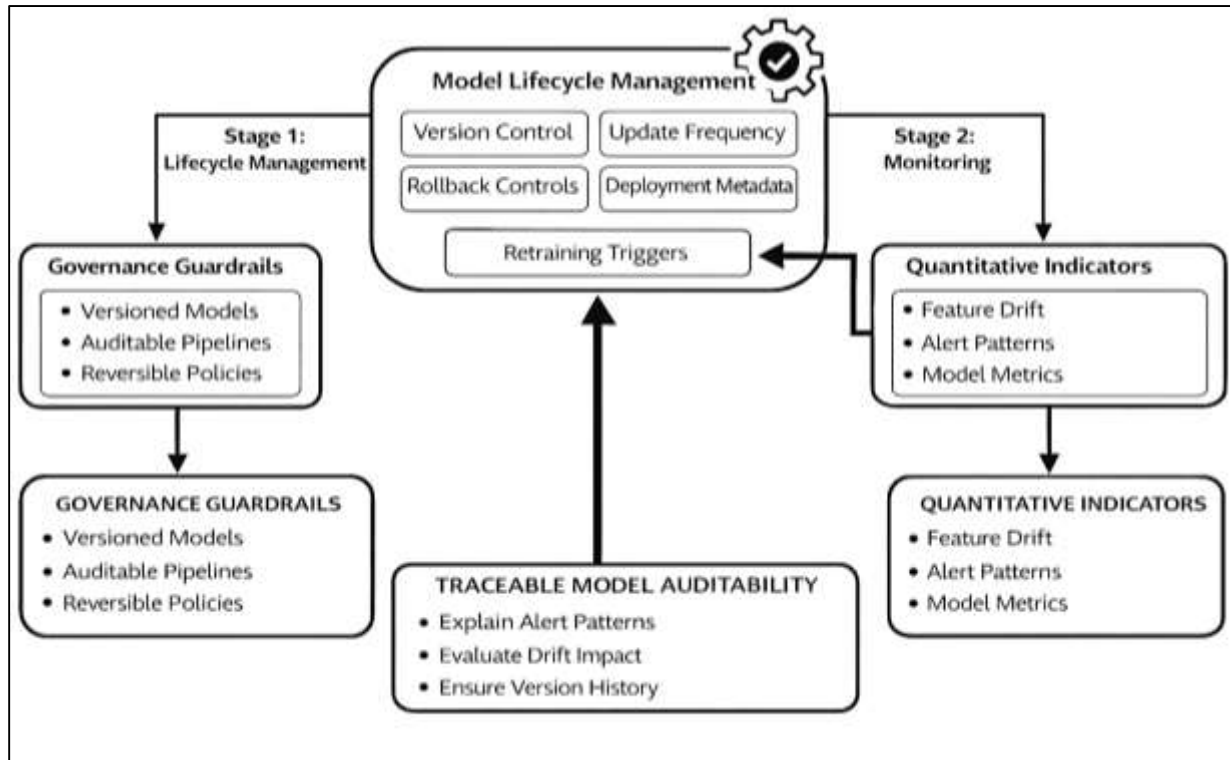 Model Lifecycle Management
Version Control
Update Frequency
Rollback Controls
Deployment Metadata
Retraining Triggers
Stage 1:
Lifecycle Management
Stage 2:
Monitoring
Governance Guardrails
• Versioned Models
• Auditable Pipelines
• Reversible Policies
Quantitative Indicators
• Feature Drift
• Alert Patterns
• Model Metrics
GOVERNANCE GUARDRAILS
• Versioned Models
• Auditable Pipelines
• Reversible Policies
TRACEABLE MODEL AUDITABILITY
• Explain Alert Patterns
• Evaluate Drift Impact
• Ensure Version History
QUANTITATIVE INDICATORS
• Feature Drift
• Alert Patterns
• Model Metrics